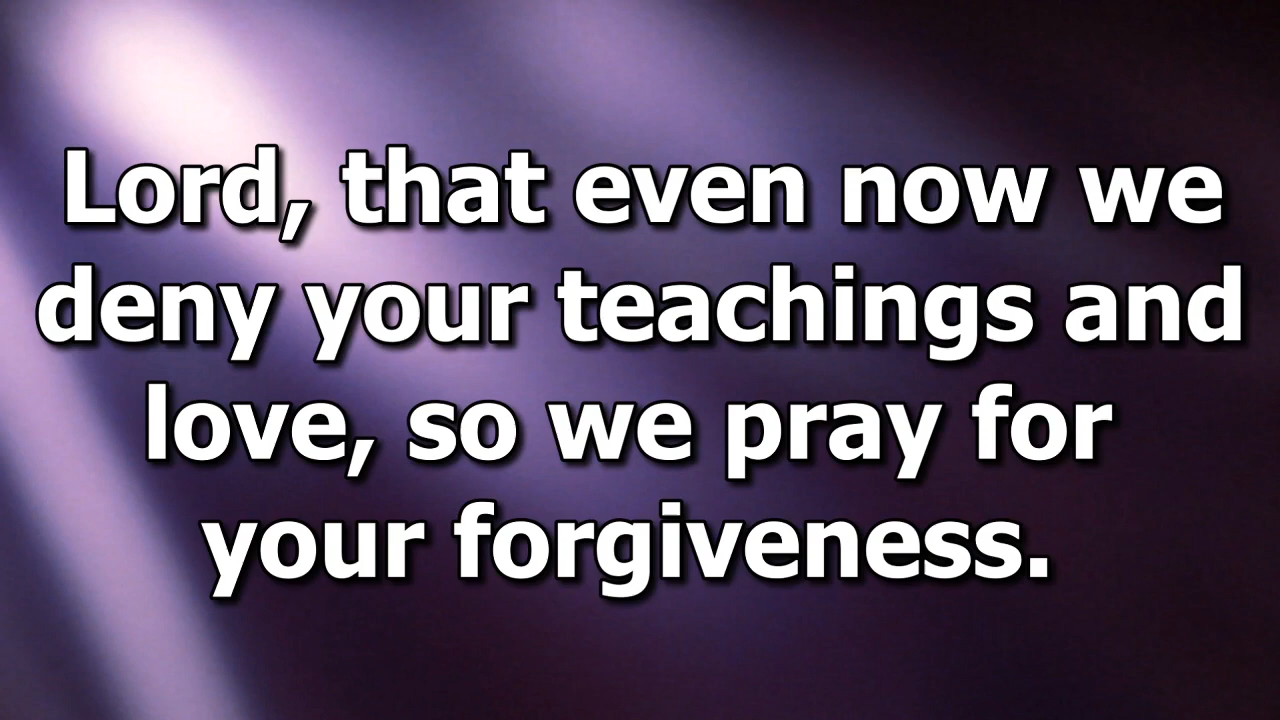 Lord, that even now we
deny your teachings and
love, so we pray for
your forgiveness.